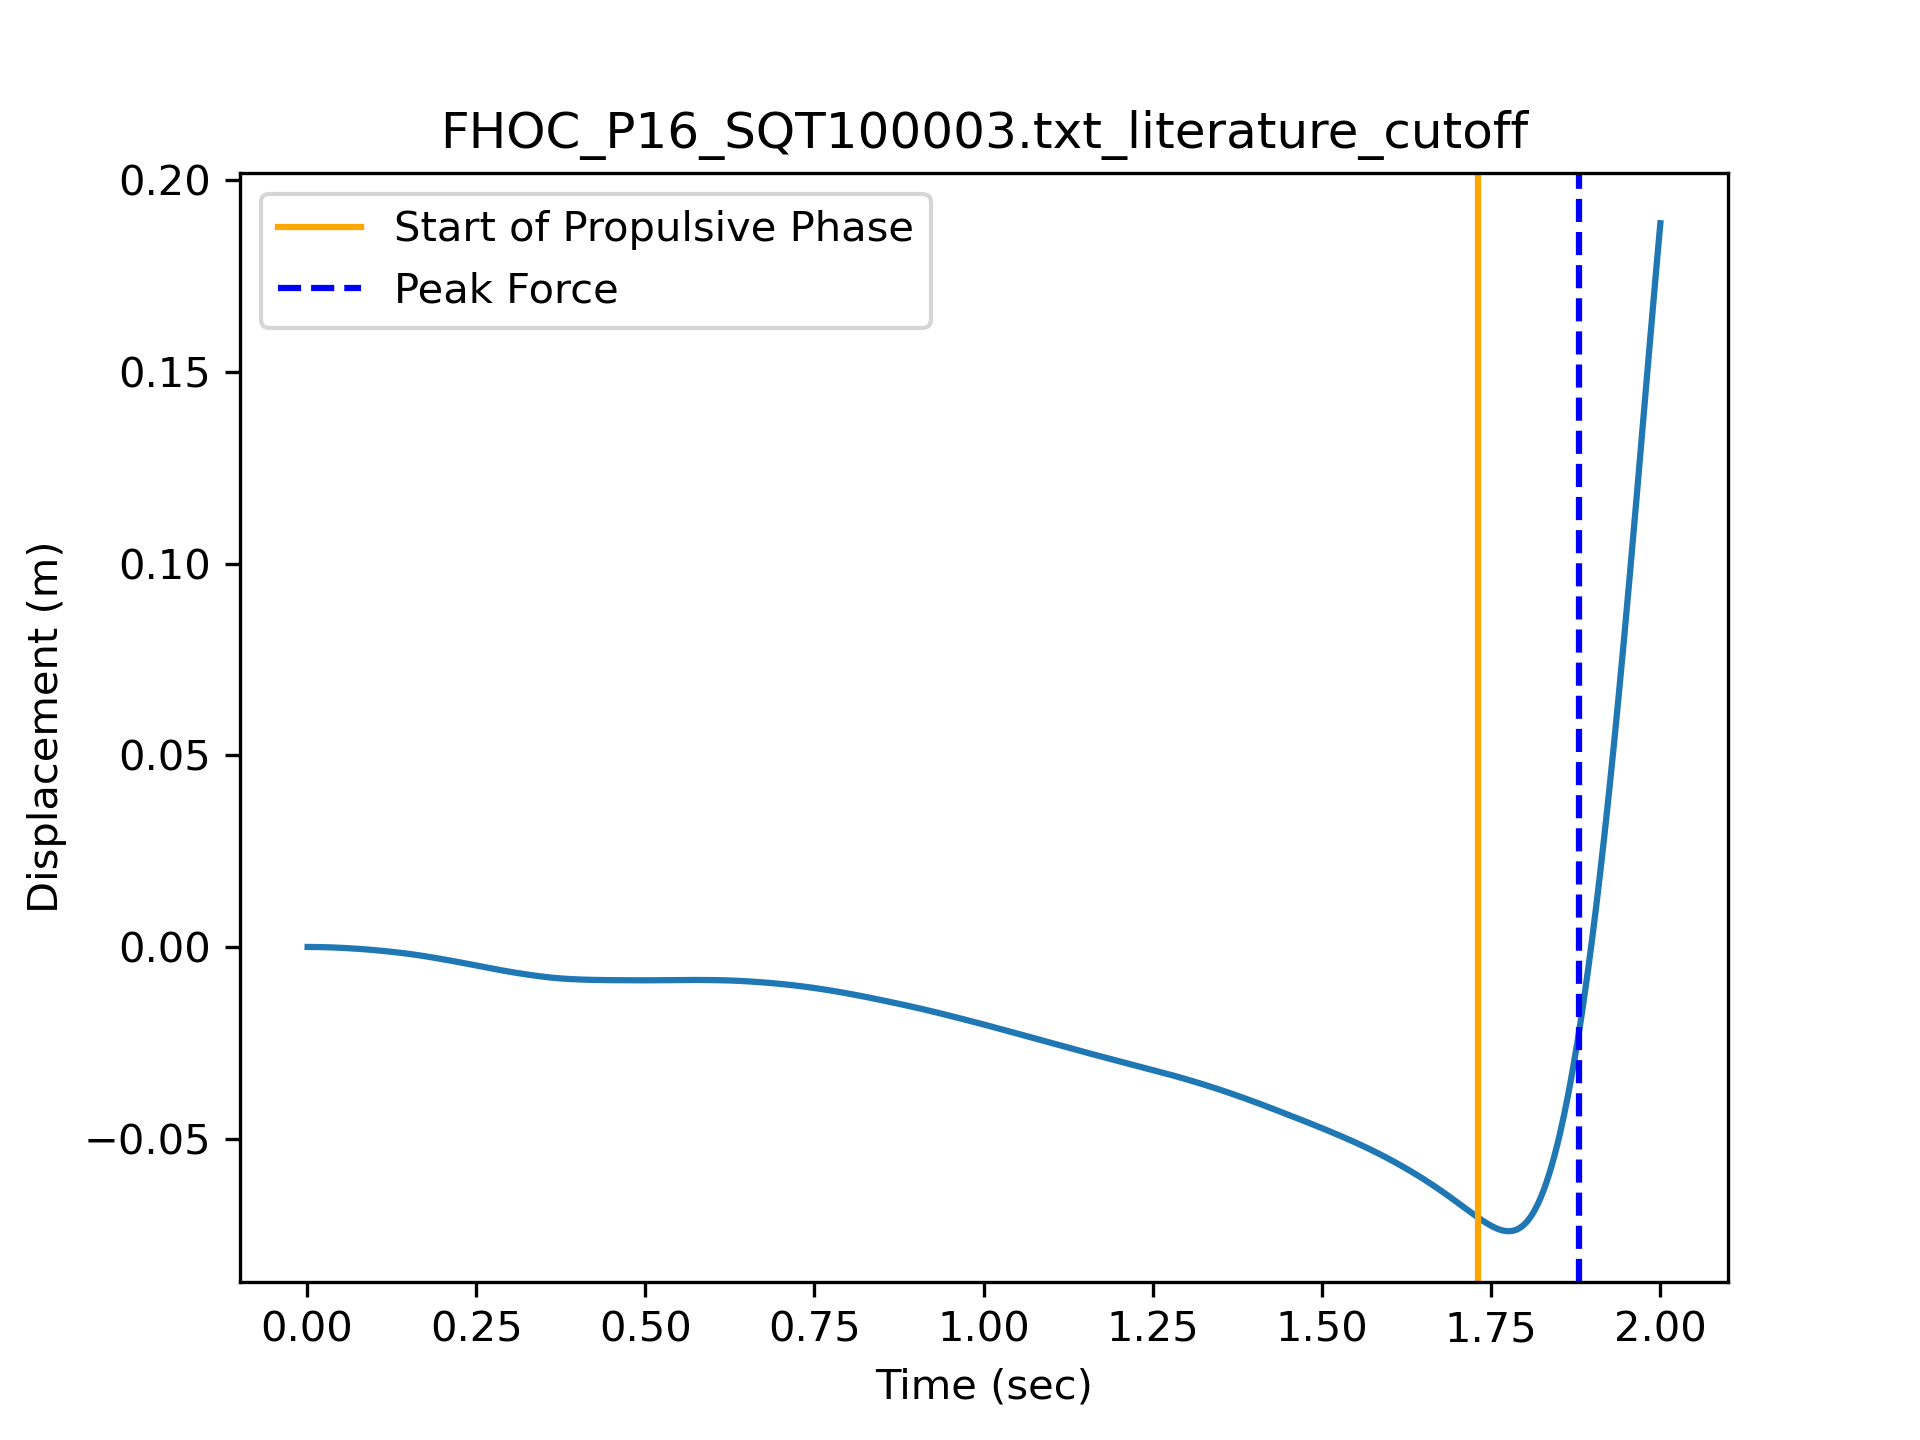 FHOC_P16_SQT100003.txt_literature_cutoff
Start of Propulsive Phase
Peak Force
0.20
0.15
0.10
0.05
0.00
−0.05
Displacement (m)
0.00 0.25 0.50 0.75 1.00 1.25 1.50 1.75 2.00
Time (sec)